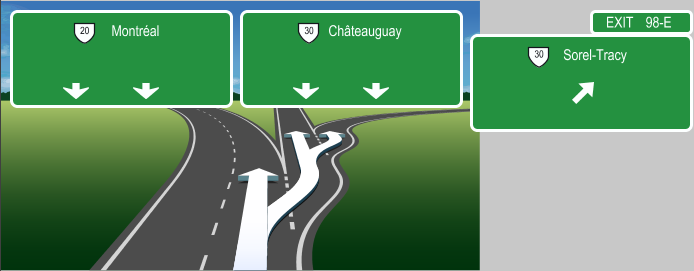 20 Montréal
30 Châteauguay
EXIT 98-E
30 Sorel-Tracy